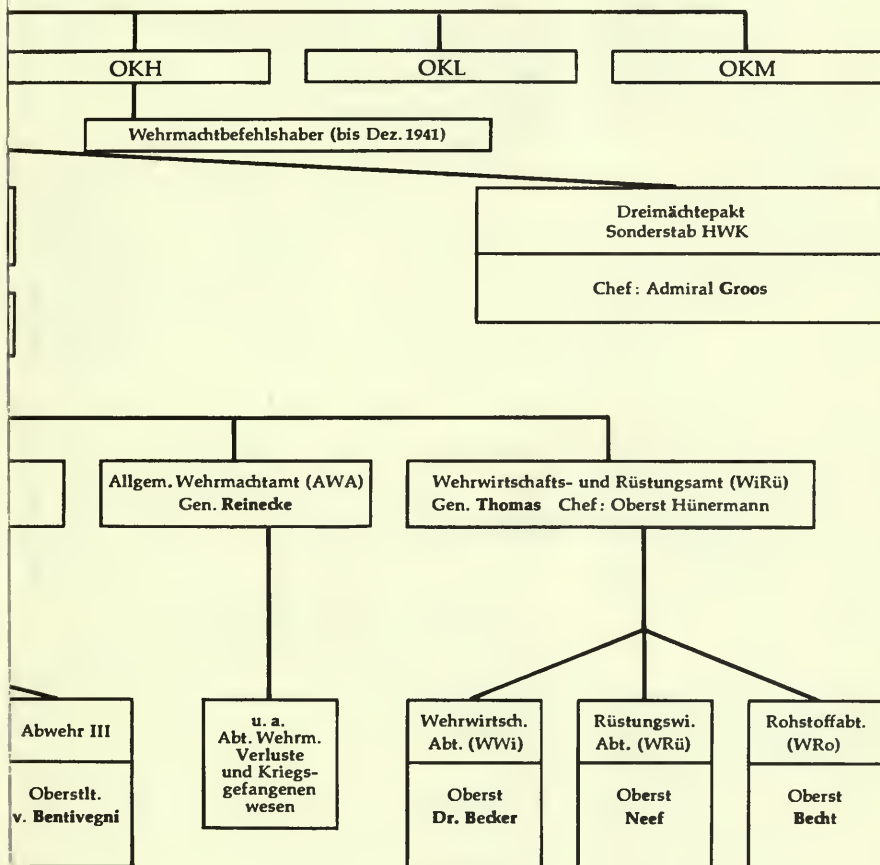 OKH
OKL
OKM
Wehrmachtbefehlshaber (bis Dez. 1941)
Dreimächtepakt
Sonderstab HWK
Chef: Admiral Groos
Allgem. Wehrmachtamt (AWA)
Gen. Reinecke
Wehrwirtschafts- und Rüstungsamt (WiRü)
Gen. Thomas Chef: Oberst Hünermann
Abwehr III
Oberstlt.
v. Bentivegni
u. a.
Abt. Wehrm.
Verluste
und Kriegs-
gefangenen
wesen
Wehrwirtsch.
Abt. (WWi)
Oberst
Dr. Becker
Rüstungswi.
Abt. (WRü)
Oberst
Neef
Rohstoffabt.
(WRo)
Oberst
Becht